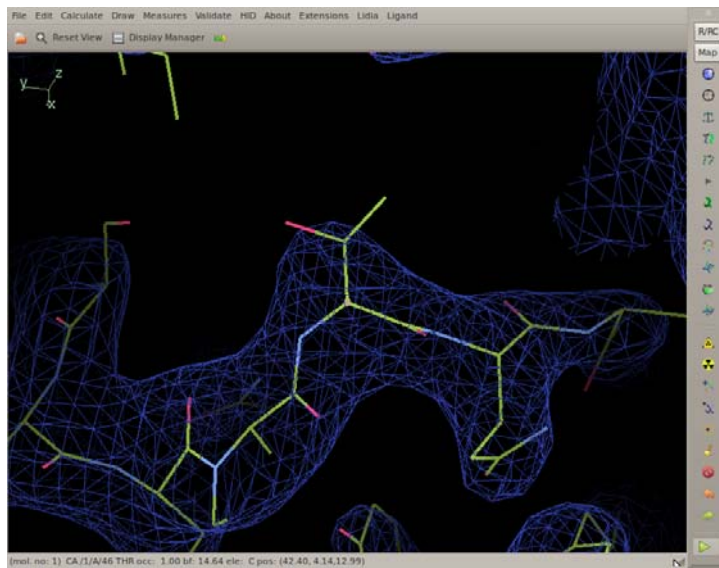 File Edit Calculate Draw Measures Validate HID About Extensions Lidia Ligand
Reset View Display Manager
R/RC
Map
z
y
x
(mol. no: 1) CA /1/A/46 THR occ: 1.00 bf: 14.64 ele: C pos: (42.40, 4.14,12.99)